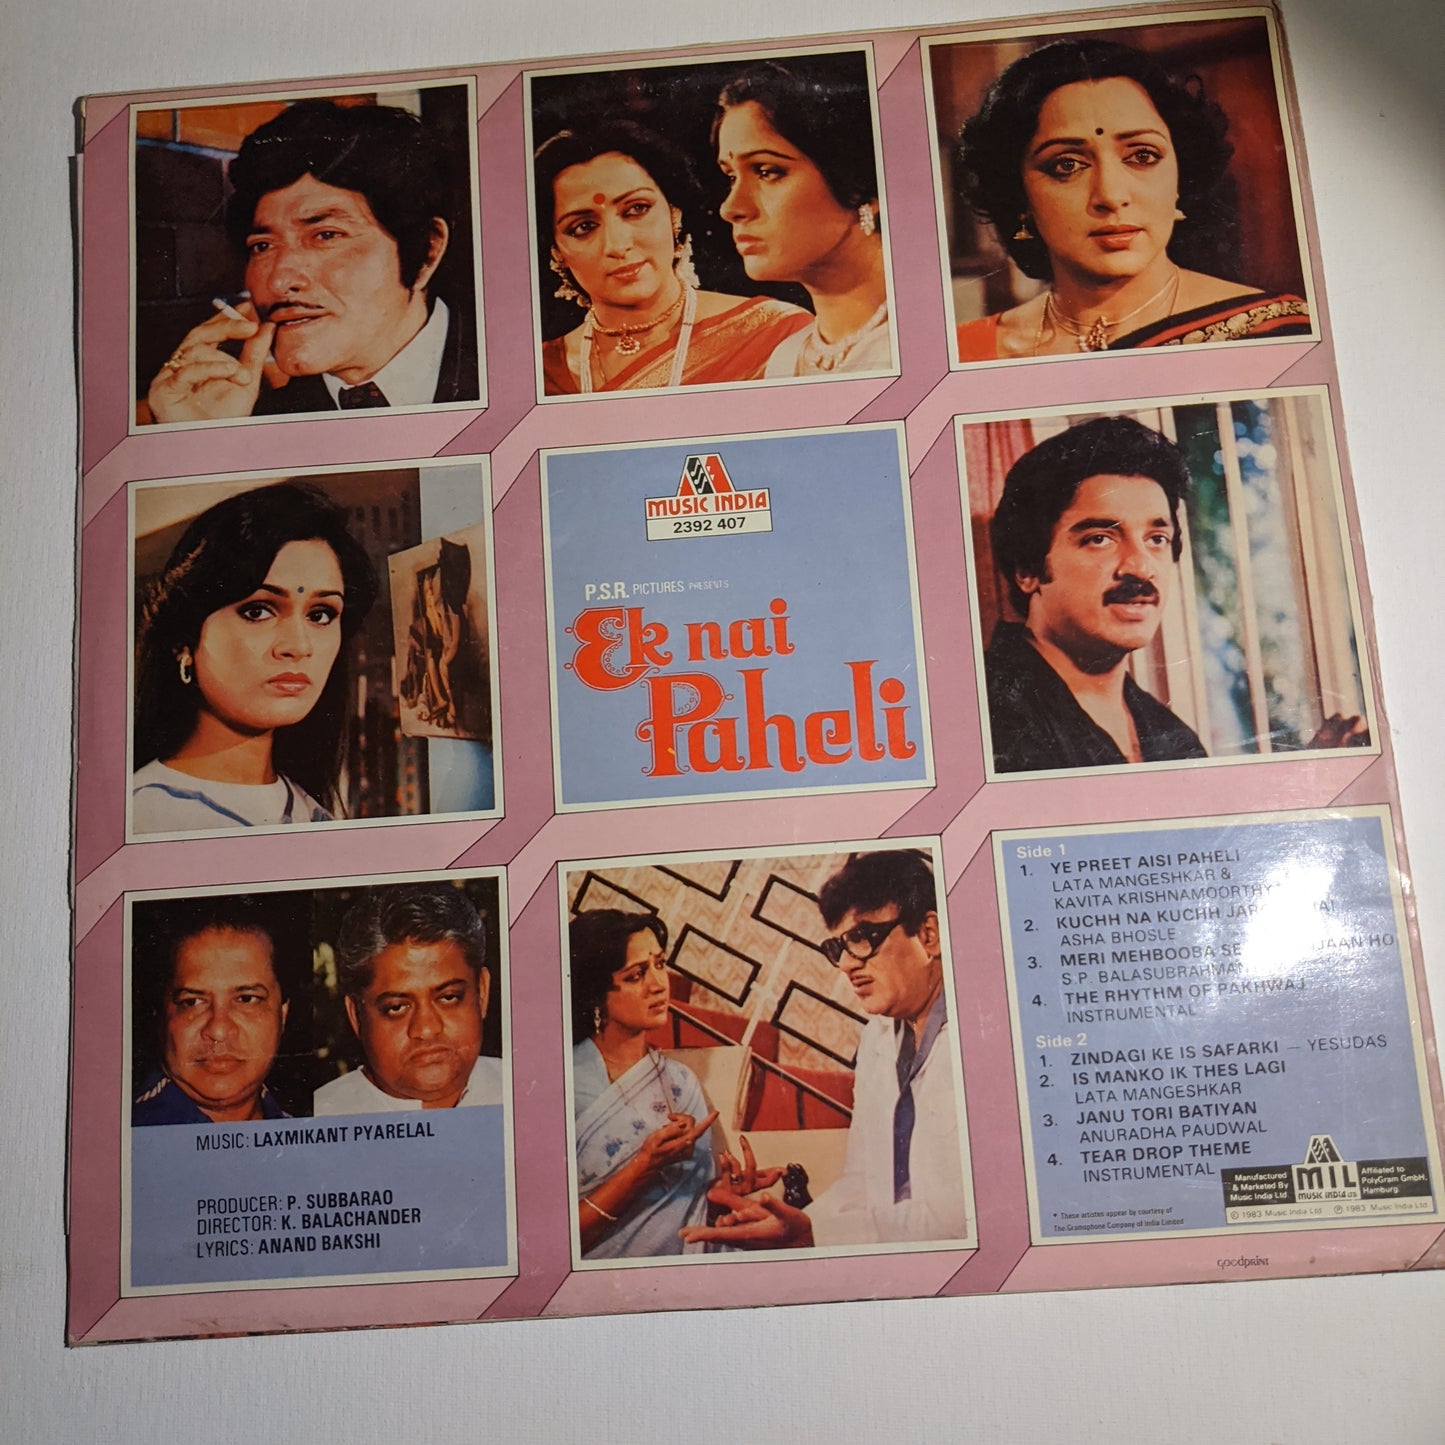 MUSIC INDIA
2392 407
P.S.R. PICTURES PRESENTS
Ek nai
Paheli
MUSIC: LAXMIKANT PYARELAL
PRODUCER: P. SUBBARAO
DIRECTOR: K. BALACHANDER
LYRICS: ANAND BAKSHI
Side 1
1. YE PREET AISI PAHELI
LATA MANGESHKAR &
KAVITA KRISHNAMOORTHY
2. KUCHH NA KUCHH
ASHA BHOSLE
3. MERI MEHBOOBA HO
S.P.
4. THE RHYTHM OF PAKHWAJ
INSTRUMENTAL
Side 2
1. ZINDAGI KE IS SAFARKI — YESUDAS
2. IS MANKO IK THES LAGI
LATA MANGESHKAR
3. JANU TORI BATIYAN
ANURADHA PAUDWAL
4. TEAR DROP THEME
INSTRUMENTAL
* These artistes appear by courtesy of
The Gramophone Company of India Limited
Manufactured
& Marketed By
Music India Ltd
MIL
MUSIC INDIA LTD
Affiliated to
PolyGram GmbH,
Hamburg
© 1983 Music India Ltd ℗ 1983 Music India Ltd
goodprint